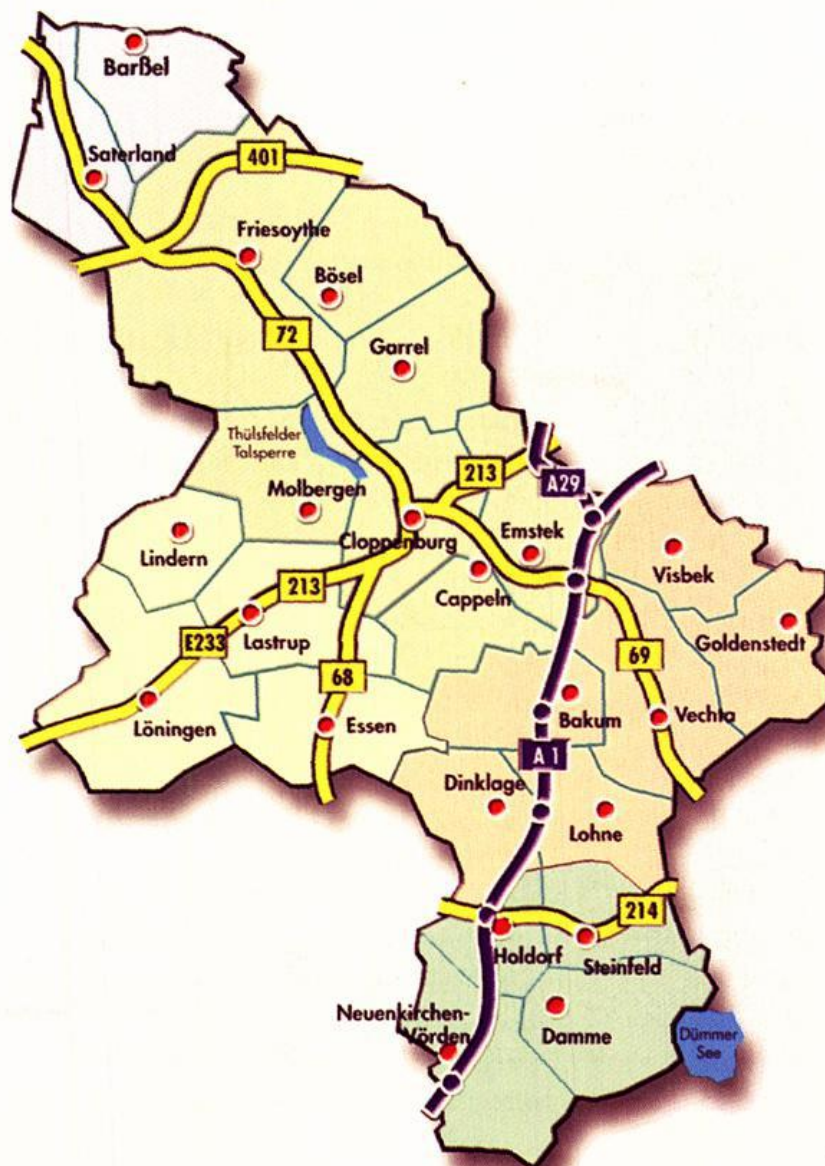 Barßel
Saterland
401
Friesoythe
Bösel
72
Garrel
Thülsfelder
Talsperre
213
A29
Molbergen
Lindern
Cloppenburg
Emstek
Visbek
Cappeln
213
Lastrup
E233
Goldenstedt
69
68
Löningen
Essen
Bakum
Vechta
A 1
Dinklage
Lohne
214
Holdorf
Steinfeld
Neuenkirchen-
Vörden
Damme
Dümmer
See